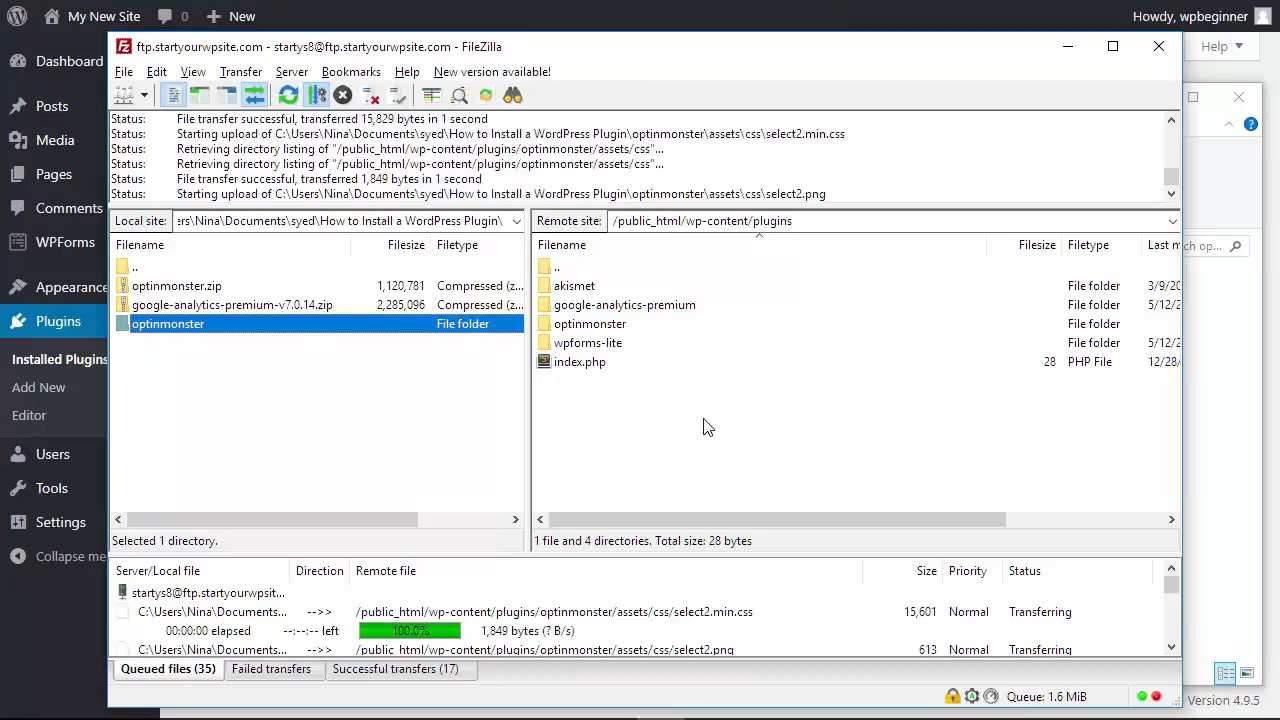 My New Site 0 New Howdy, wpbeginner
Help
Dashboard
Posts
Media
Pages
Comments
WPForms
Appearance
Plugins
Installed Plugins
Add New
Editor
Users
Tools
Settings
Collapse me
ftp.startyourwpsite.com - startys8@ftp.startyourwpsite.com - FileZilla
File Edit View Transfer Server Bookmarks Help New version available!
Status: File transfer successful, transferred 15,829 bytes in 1 second
Status: Starting upload of C:\Users\Nina\Documents\syed\How to Install a WordPress Plugin\optinmonster\assets\css\select2.min.css
Status: Retrieving directory listing of "/public_html/wp-content/plugins/optinmonster/assets/css"...
Status: Retrieving directory listing of "/public_html/wp-content/plugins/optinmonster/assets/css"...
Status: File transfer successful, transferred 1,849 bytes in 1 second
Status: Starting upload of C:\Users\Nina\Documents\syed\How to Install a WordPress Plugin\optinmonster\assets\css\select2.png
Local site: ers\Nina\Documents\syed\How to Install a WordPress Plugin\
Filename Filesize Filetype
..
optinmonster.zip 1,120,781 Compressed (z...
google-analytics-premium-v7.0.14.zip 2,285,096 Compressed (z...
optinmonster File folder
Selected 1 directory.
Remote site: /public_html/wp-content/plugins
Filename Filesize Filetype Last m
..
akismet File folder 3/9/20
google-analytics-premium File folder 5/12/2
optinmonster File folder
wpforms-lite File folder 5/12/2
index.php 28 PHP File 12/28/
1 file and 4 directories. Total size: 28 bytes
ch op...
Server/Local file Direction Remote file Size Priority Status
startys8@ftp.startyourwpsit...
C:\Users\Nina\Documents... -->> /public_html/wp-content/plugins/optinmonster/assets/css/select2.min.css 15,601 Normal Transferring
00:00:00 elapsed --:--:-- left 100.0% 1,849 bytes (? B/s)
C:\Users\Nina\Documents... -->> /public_html/wp-content/plugins/optinmonster/assets/css/select2.png 613 Normal Transferring
Queued files (35) Failed transfers Successful transfers (17)
Queue: 1.6 MiB
Version 4.9.5